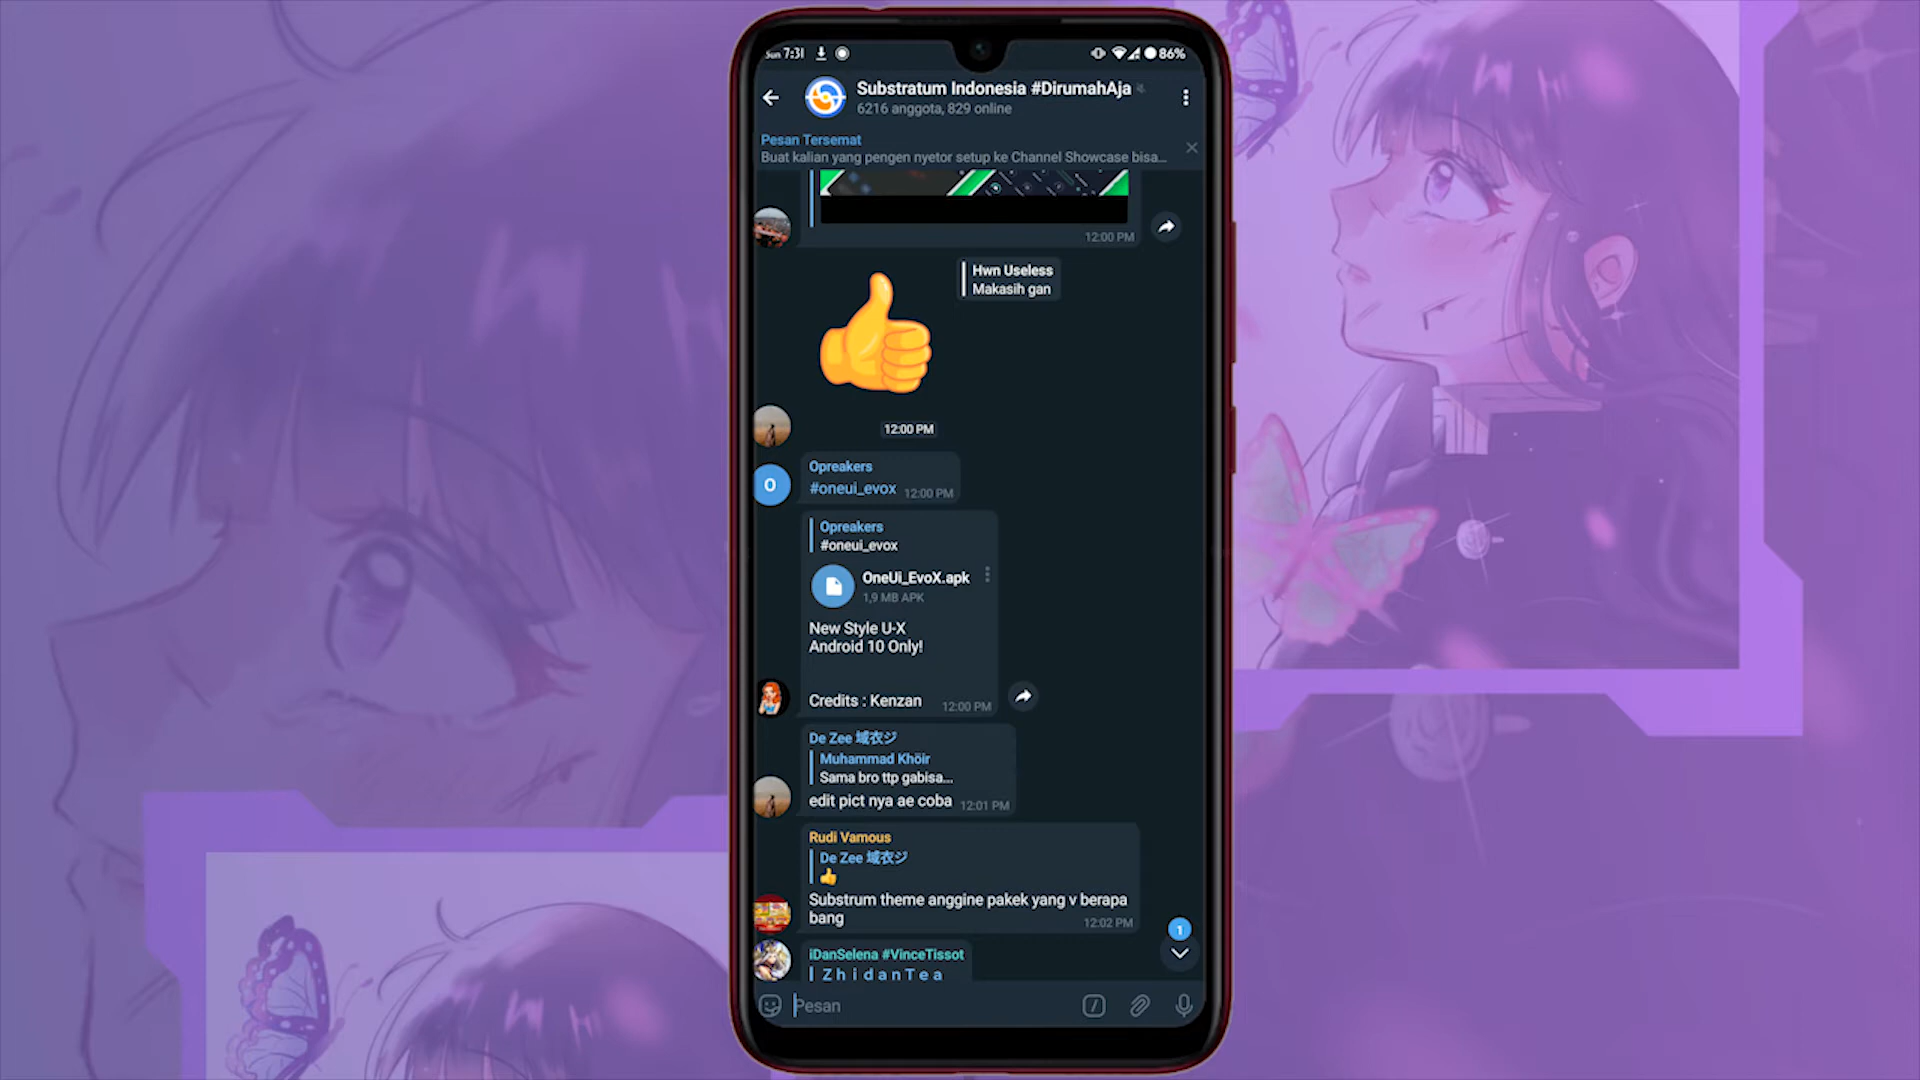 Sun 7:31
86%
Substratum Indonesia #DirumahAja
6216 anggota, 829 online
Pesan Tersemat
Buat kalian yang pengen nyetor setup ke Channel Showcase bisa...
12:00 PM
Hwn Useless
Makasih gan
12:00 PM
Opreakers
O
#oneui_evox 12:00 PM
Opreakers
#oneui_evox
OneUi_EvoX.apk
1,9 MB APK
New Style U-X
Android 10 Only!
Credits : Kenzan 12:00 PM
De Zee 域衣ジ
Muhammad Khöir
Sama bro ttp gabisa...
edit pict nya ae coba 12:01 PM
Rudi Vamous
De Zee 域衣ジ
👍
Substrum theme anggine pakek yang v berapa
bang 12:02 PM
1
iDanSelena #VinceTissot
Z h i d a n T e a
Pesan